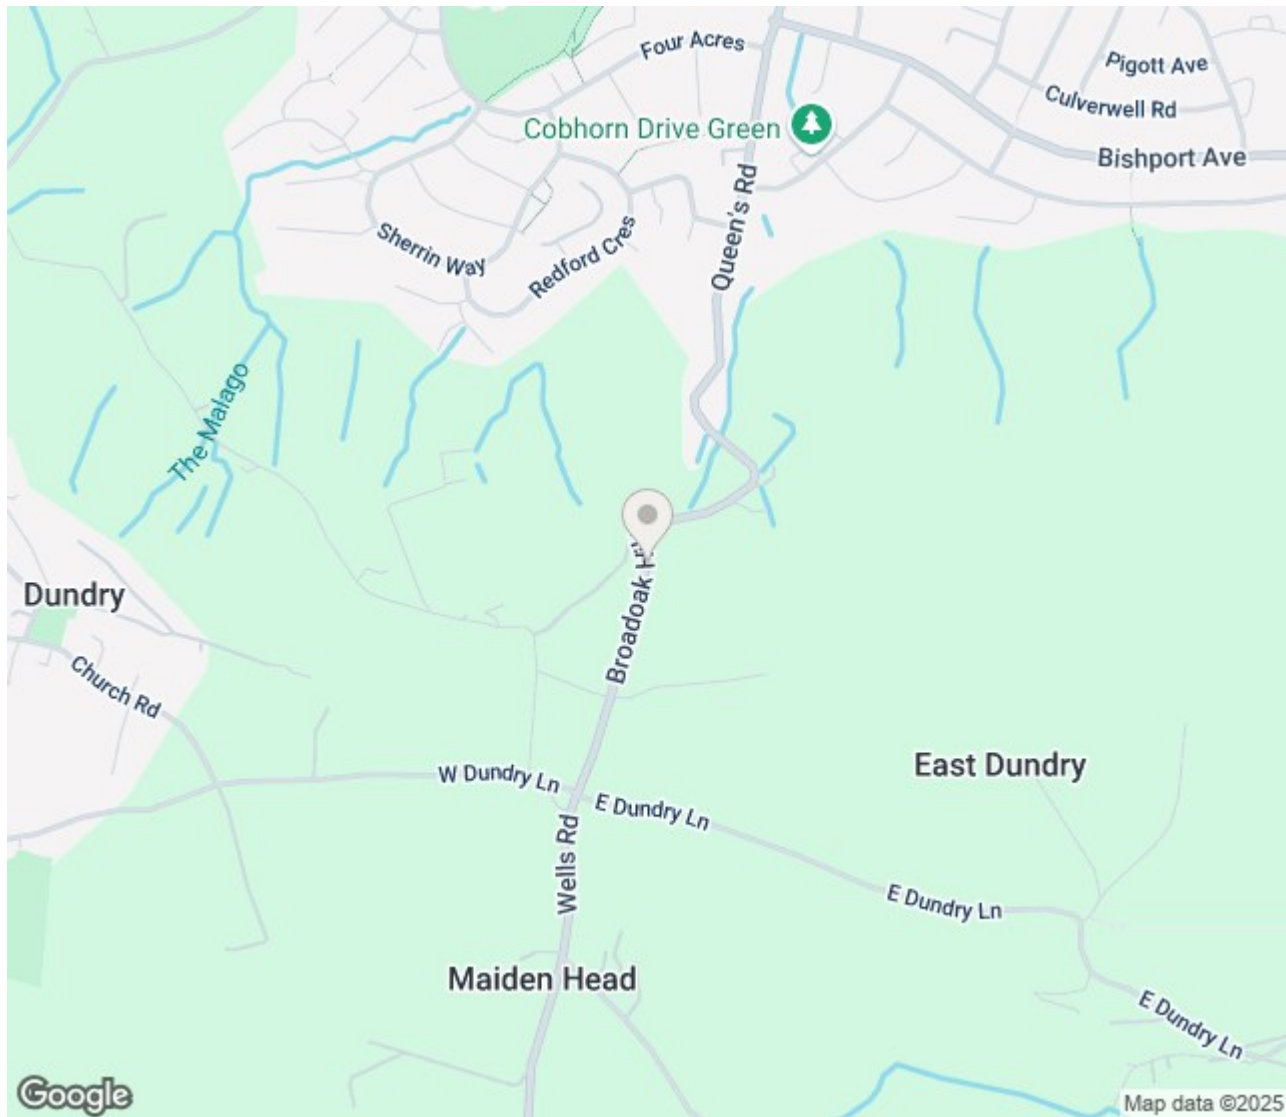 Four Acres
Pigott Ave
Culverwell Rd
Cobhorn Drive Green
Bishport Ave
Queen's Rd
Sherrin Way
Redford Cres
The Malago
Dundry
Broadoak
Church Rd
East Dundry
W Dundry Ln
E Dundry Ln
Wells Rd
E Dundry Ln
Maiden Head
E Dundry Ln
Google
Map data ©2025